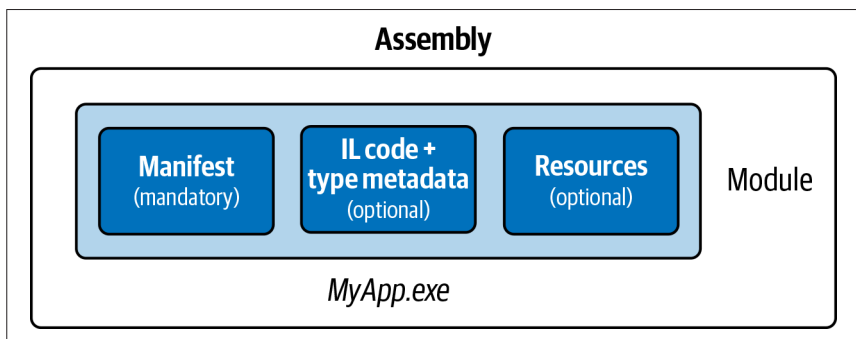 Assembly
Manifest
(mandatory)
IL code +
type metadata
(optional)
Resources
(optional)
Module
MyApp.exe